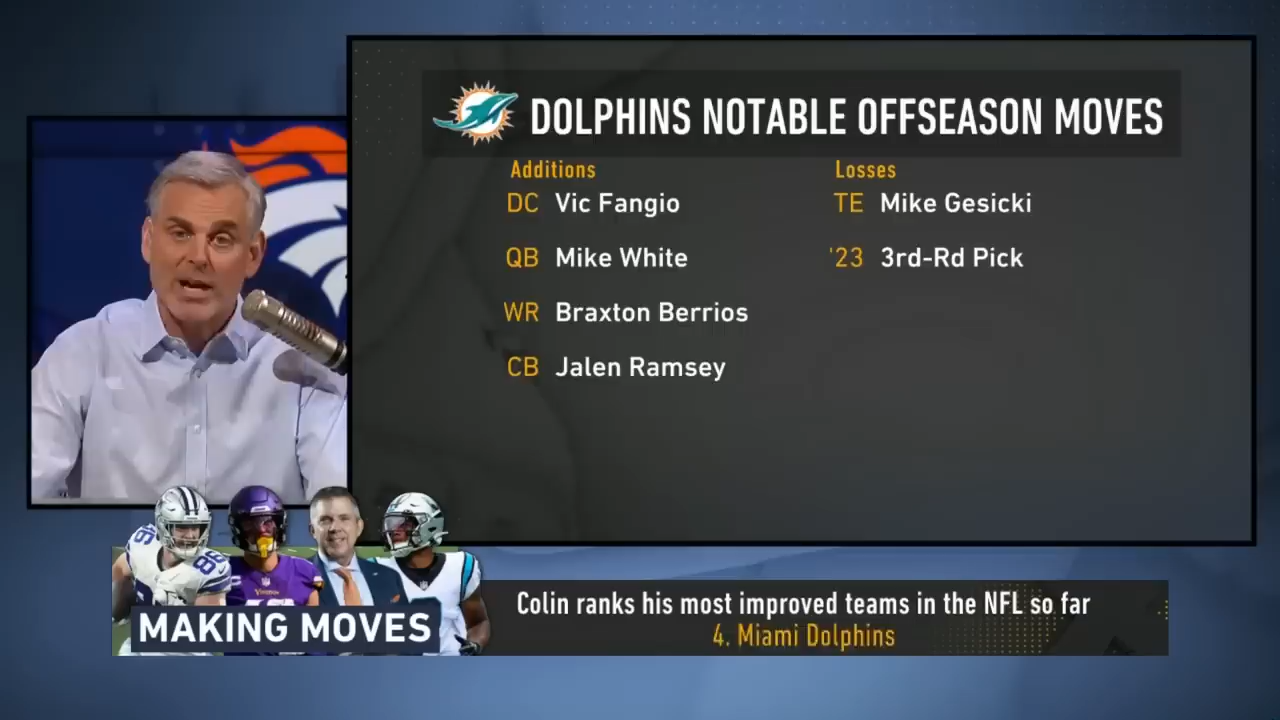 DOLPHINS NOTABLE OFFSEASON MOVES
Additions
DC Vic Fangio
QB Mike White
WR Braxton Berrios
CB Jalen Ramsey
Losses
TE Mike Gesicki
'23 3rd-Rd Pick
86
86
MAKING MOVES
Colin ranks his most improved teams in the NFL so far
4. Miami Dolphins